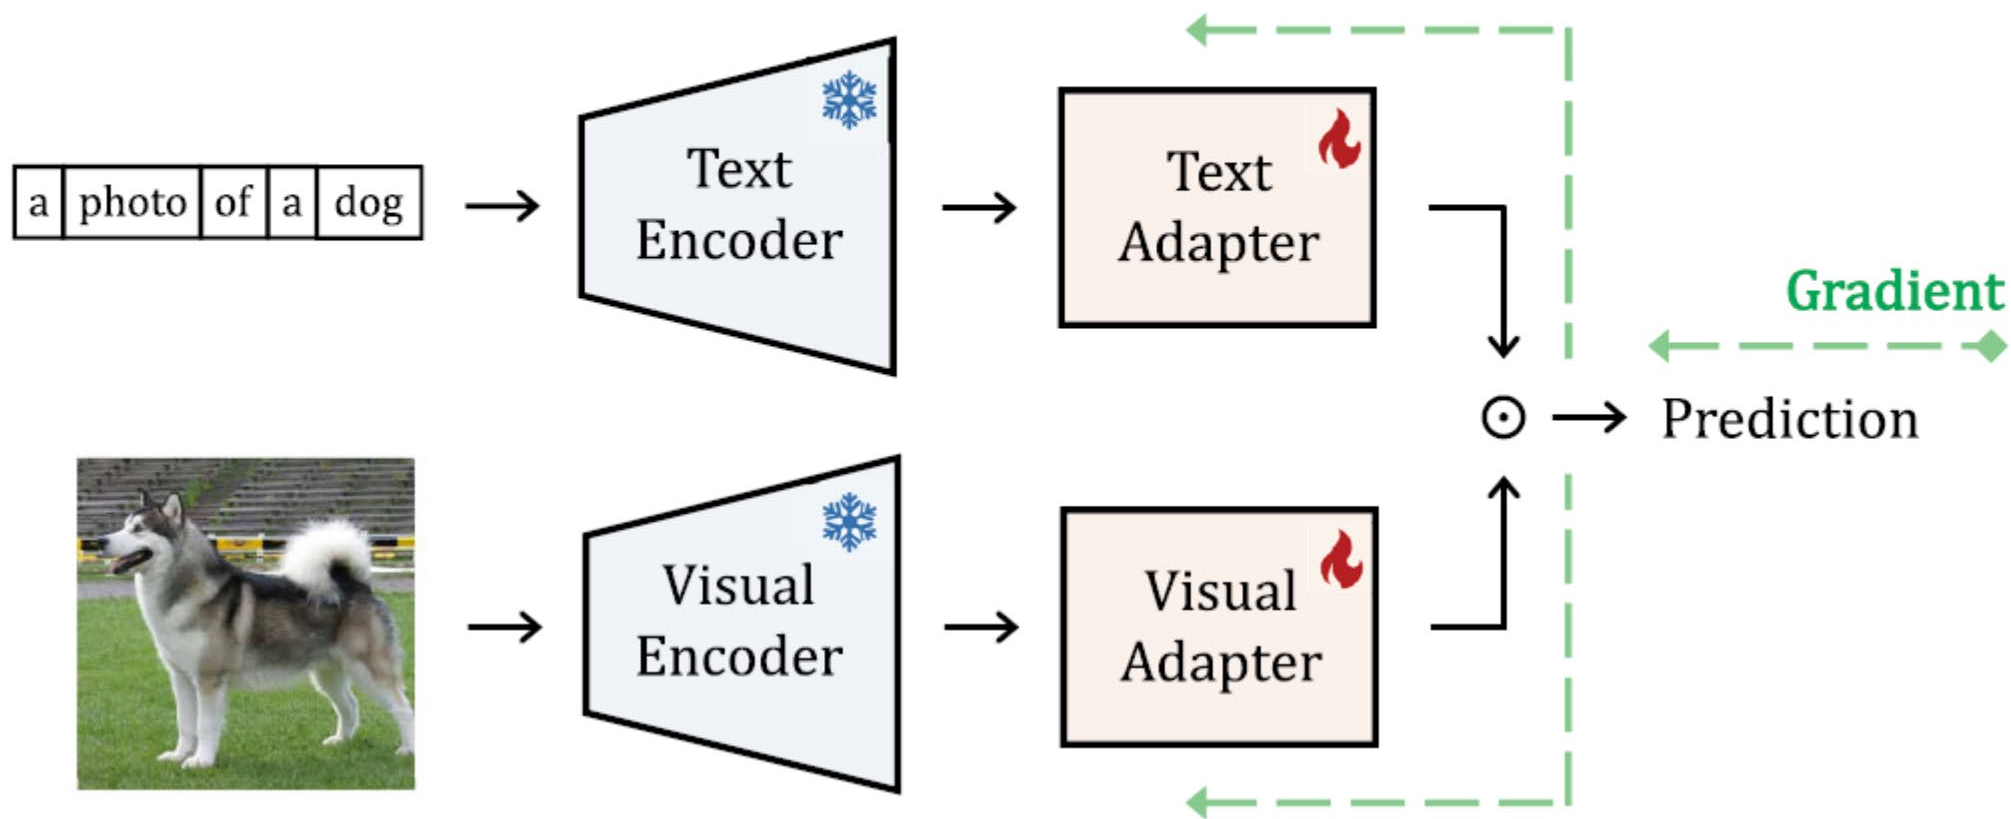 a photo of a dog
Text
Encoder
Text
Adapter
Gradient
Prediction
Visual
Encoder
Visual
Adapter